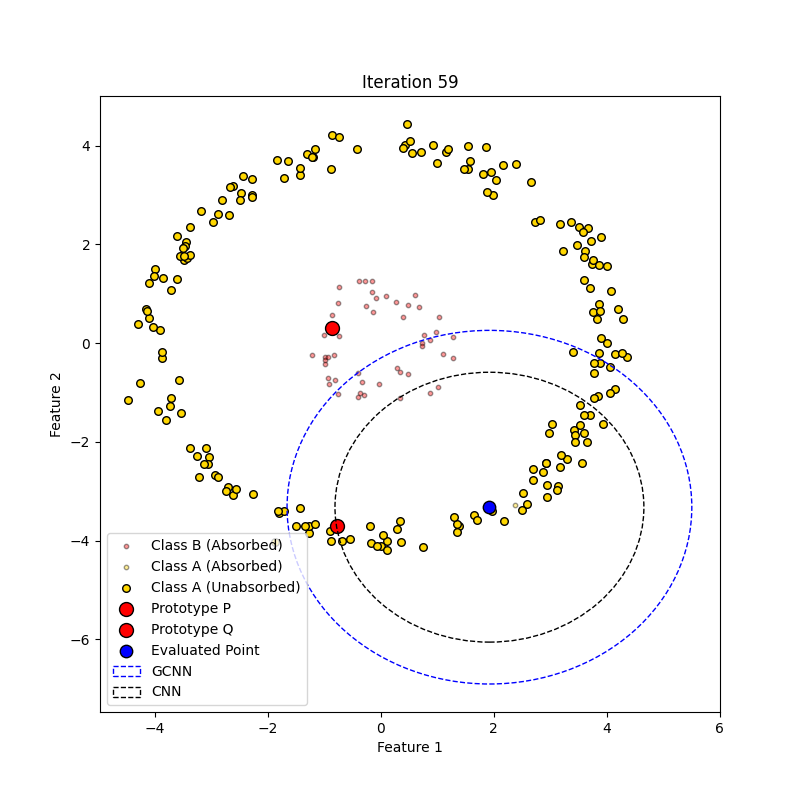 Iteration 59
Feature 2
4
2
0
−2
−4
−6
Class B (Absorbed)
Class A (Absorbed)
Class A (Unabsorbed)
Prototype P
Prototype Q
Evaluated Point
GCNN
CNN
−4 −2 0 2 4 6
Feature 1